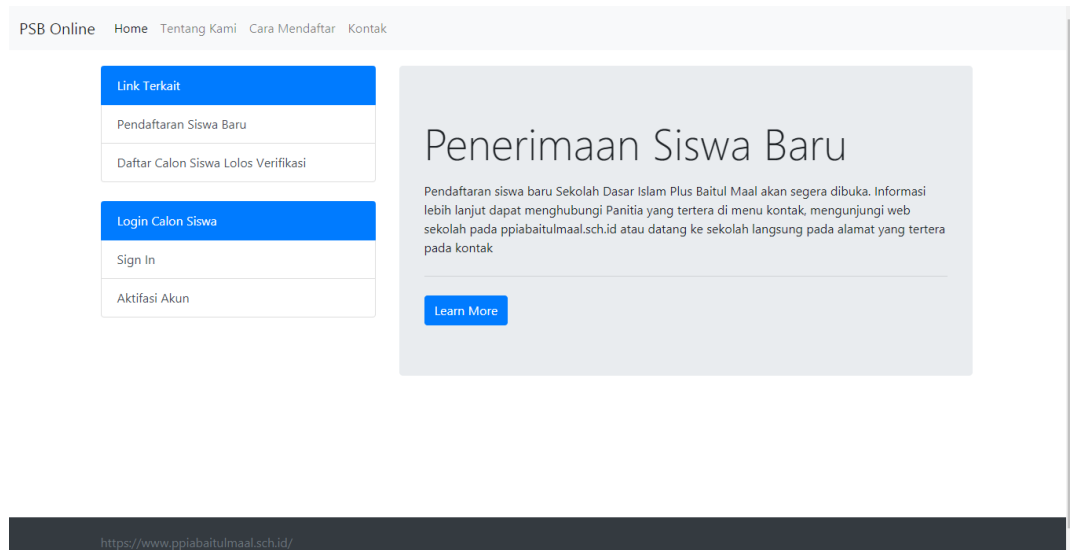 PSB Online Home Tentang Kami Cara Mendaftar Kontak
Link Terkait
Pendaftaran Siswa Baru
Daftar Calon Siswa Lolos Verifikasi
Login Calon Siswa
Sign In
Aktifasi Akun
Penerimaan Siswa Baru
Pendaftaran siswa baru Sekolah Dasar Islam Plus Baitul Maal akan segera dibuka. Informasi
lebih lanjut dapat menghubungi Panitia yang tertera di menu kontak, mengunjungi web
sekolah pada ppiabaitulmaal.sch.id atau datang ke sekolah langsung pada alamat yang tertera
pada kontak
Learn More
https://www.ppiabaitulmaal.sch.id/